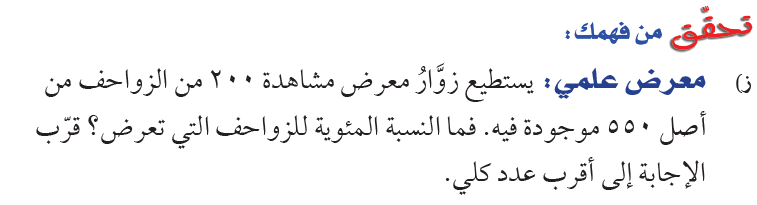 تحقّق من فهمك:
ز) معرض علمي: يستطيع زوَّارُ معرض مشاهدة ٢٠٠ من الزواحف من
أصل ٥٥٠ موجودة فيه. فما النسبة المئوية للزواحف التي تعرض؟ قرّب
الإجابة إلى أقرب عدد كلي.